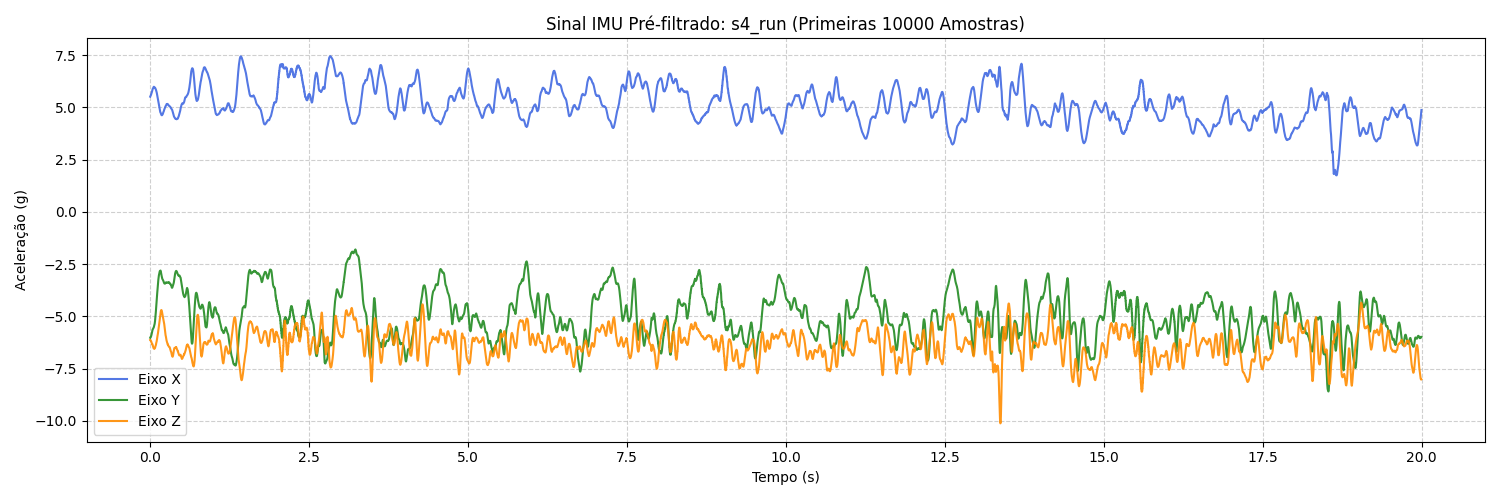 Sinal IMU Pré-filtrado: s4_run (Primeiras 10000 Amostras)
Aceleração (g)
7.5
5.0
2.5
0.0
−2.5
−5.0
−7.5
−10.0
Eixo X
Eixo Y
Eixo Z
0.0 2.5 5.0 7.5 10.0 12.5 15.0 17.5 20.0
Tempo (s)